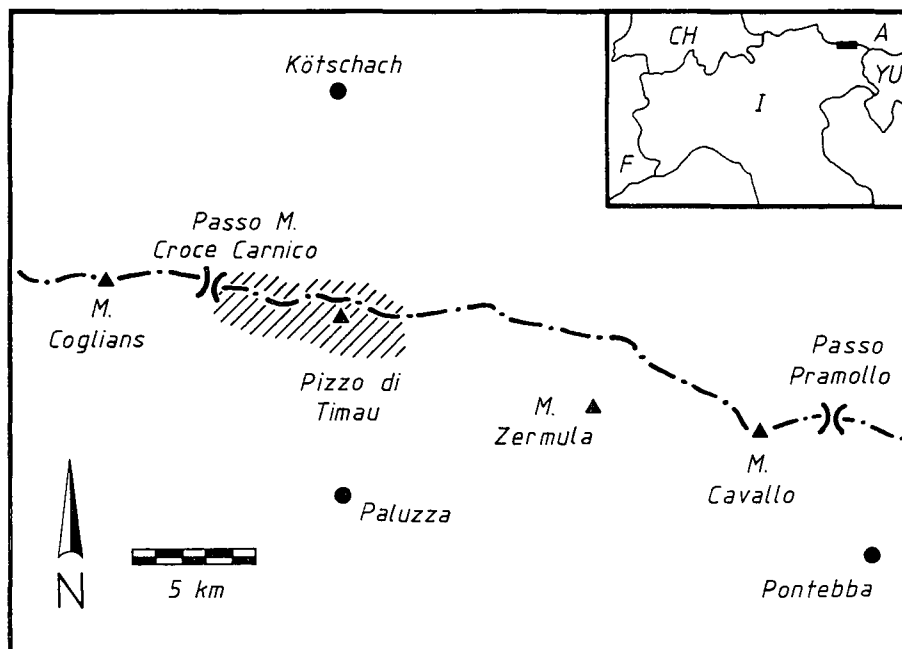 Kötschach
CH
A
YU
I
F
Passo M.
Croce Carnico
M.
Coglians
Pizzo di
Timau
M.
Zermula
Passo
Pramollo
M.
Cavallo
Paluzza
Pontebba
N
5 km